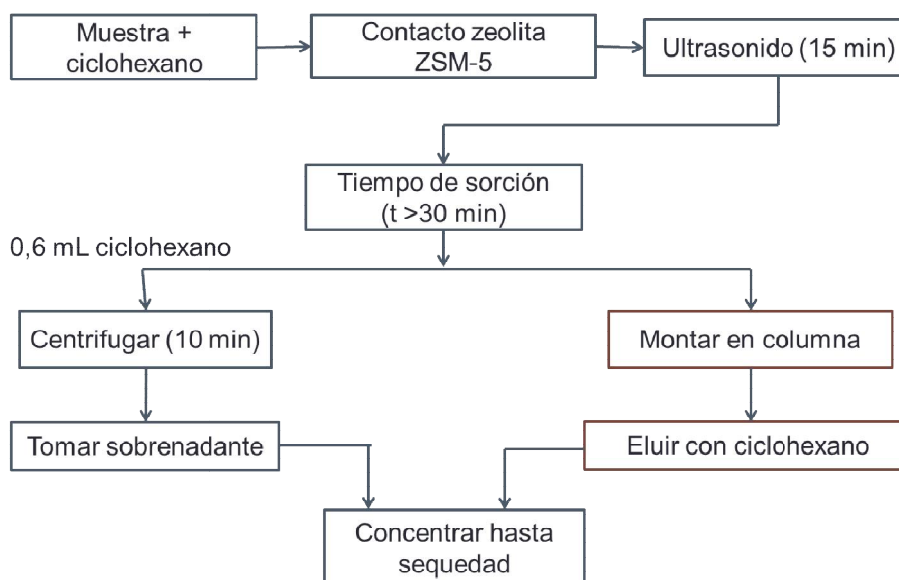 Muestra +
ciclohexano
Contacto zeolita
ZSM-5
Ultrasonido (15 min)
Tiempo de sorción
(t >30 min)
0,6 mL ciclohexano
Centrifugar (10 min)
Montar en columna
Tomar sobrenadante
Eluir con ciclohexano
Concentrar hasta
sequedad